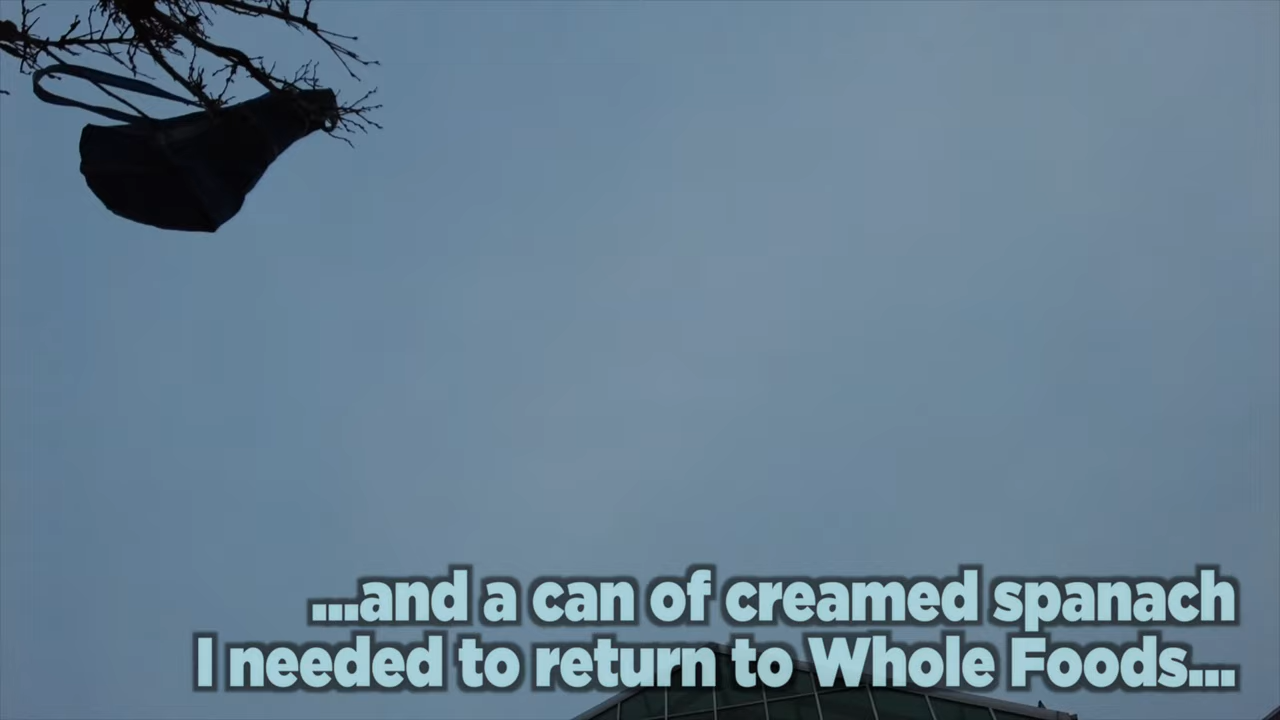 ...and a can of creamed spanach
I needed to return to Whole Foods...